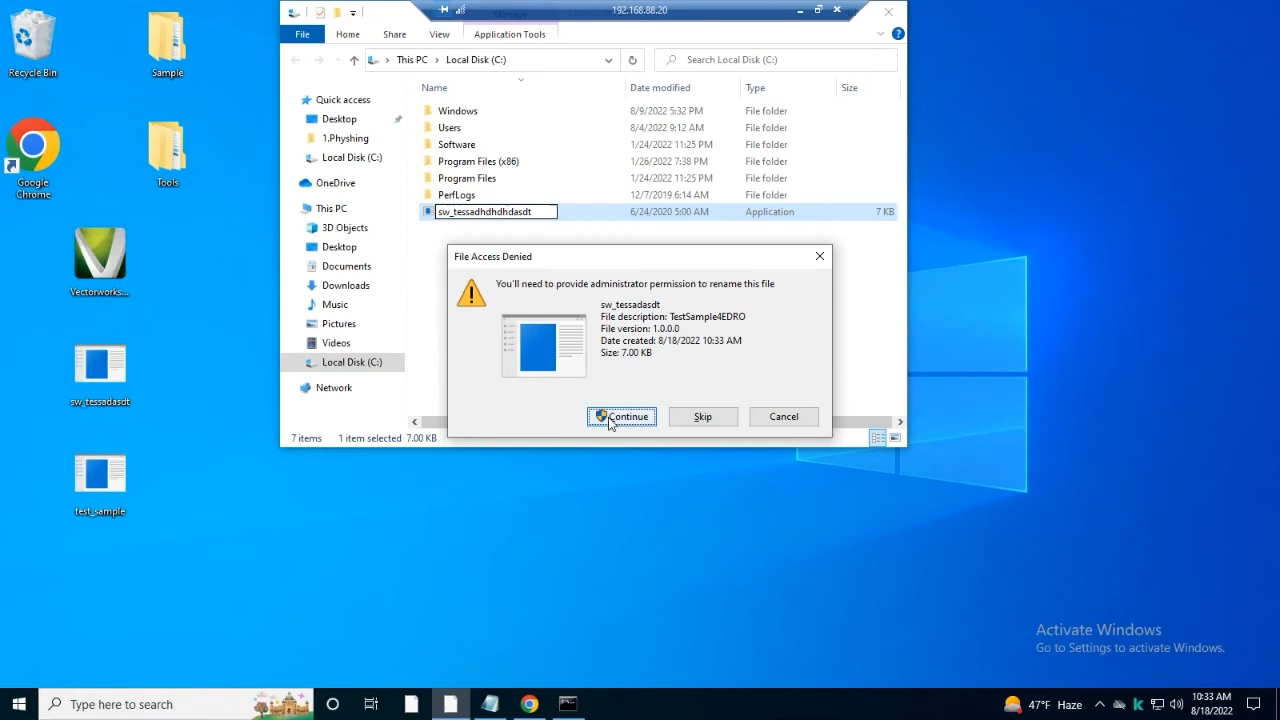 192.168.88.20
File
Home
Share
View
Application Tools
This PC
Local Disk (C:)
Search Local Disk (C:)
Name
Date modified
Type
Size
Quick access
Desktop
1.Physhing
Local Disk (C:)
OneDrive
This PC
3D Objects
Desktop
Documents
Downloads
Music
Pictures
Videos
Local Disk (C:)
Network
Windows 8/9/2022 5:32 PM File folder
Users 8/4/2022 9:12 AM File folder
Software 1/24/2022 11:25 PM File folder
Program Files (x86) 1/26/2022 7:38 PM File folder
Program Files 1/24/2022 11:25 PM File folder
PerfLogs 12/7/2019 6:14 AM File folder
sw_tessadhdhdhdasdt 6/24/2020 5:00 AM Application 7 KB
File Access Denied
You'll need to provide administrator permission to rename this file
sw_tessadasdt
File description: TestSample4EDRO
File version: 1.0.0.0
Date created: 8/18/2022 10:33 AM
Size: 7.00 KB
Continue
Skip
Cancel
7 items 1 item selected 7.00 KB
Recycle Bin
Sample
Google
Chrome
Tools
Vectorworks...
sw_tessadasdt
test_sample
Activate Windows
Go to Settings to activate Windows.
Type here to search
47°F Haze
10:33 AM
8/18/2022